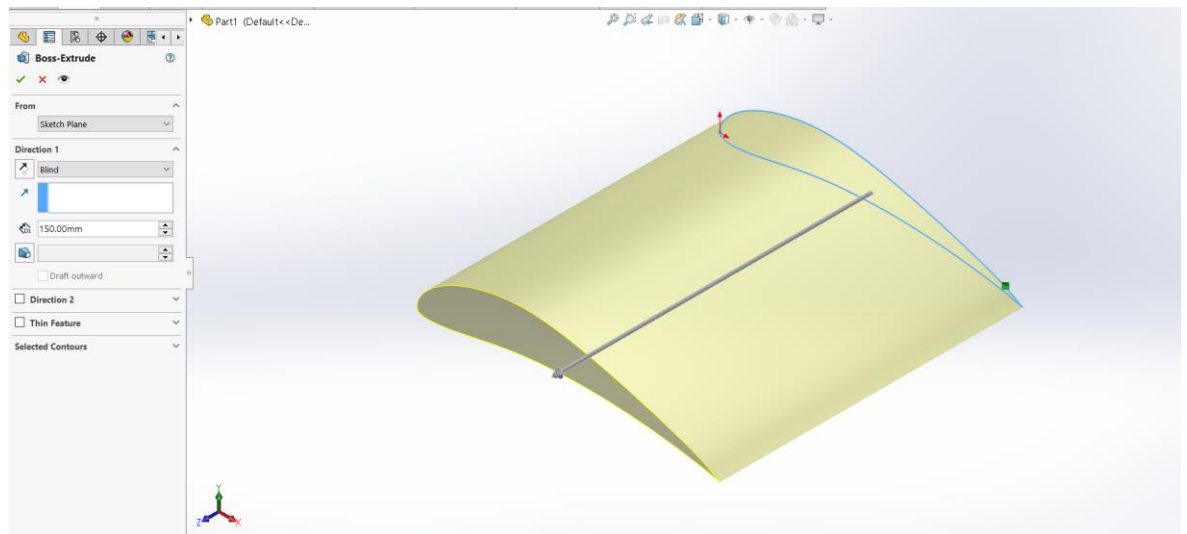 Part1 (Default<<De...
Boss-Extrude
From
Sketch Plane
Direction 1
Blind
D1
150.00mm
Draft outward
Direction 2
Thin Feature
Selected Contours
Y
Z
X